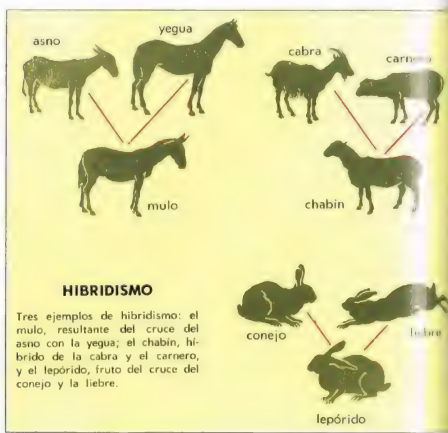 asno
yegua
mulo
cabra
carnero
chabín
HIBRIDISMO
Tres ejemplos de hibridismo: el
mulo, resultante del cruce del
asno con la yegua; el chabín, hí-
brido de la cabra y el carnero,
y el lepórido, fruto del cruce del
conejo y la liebre.
conejo
liebre
lepórido